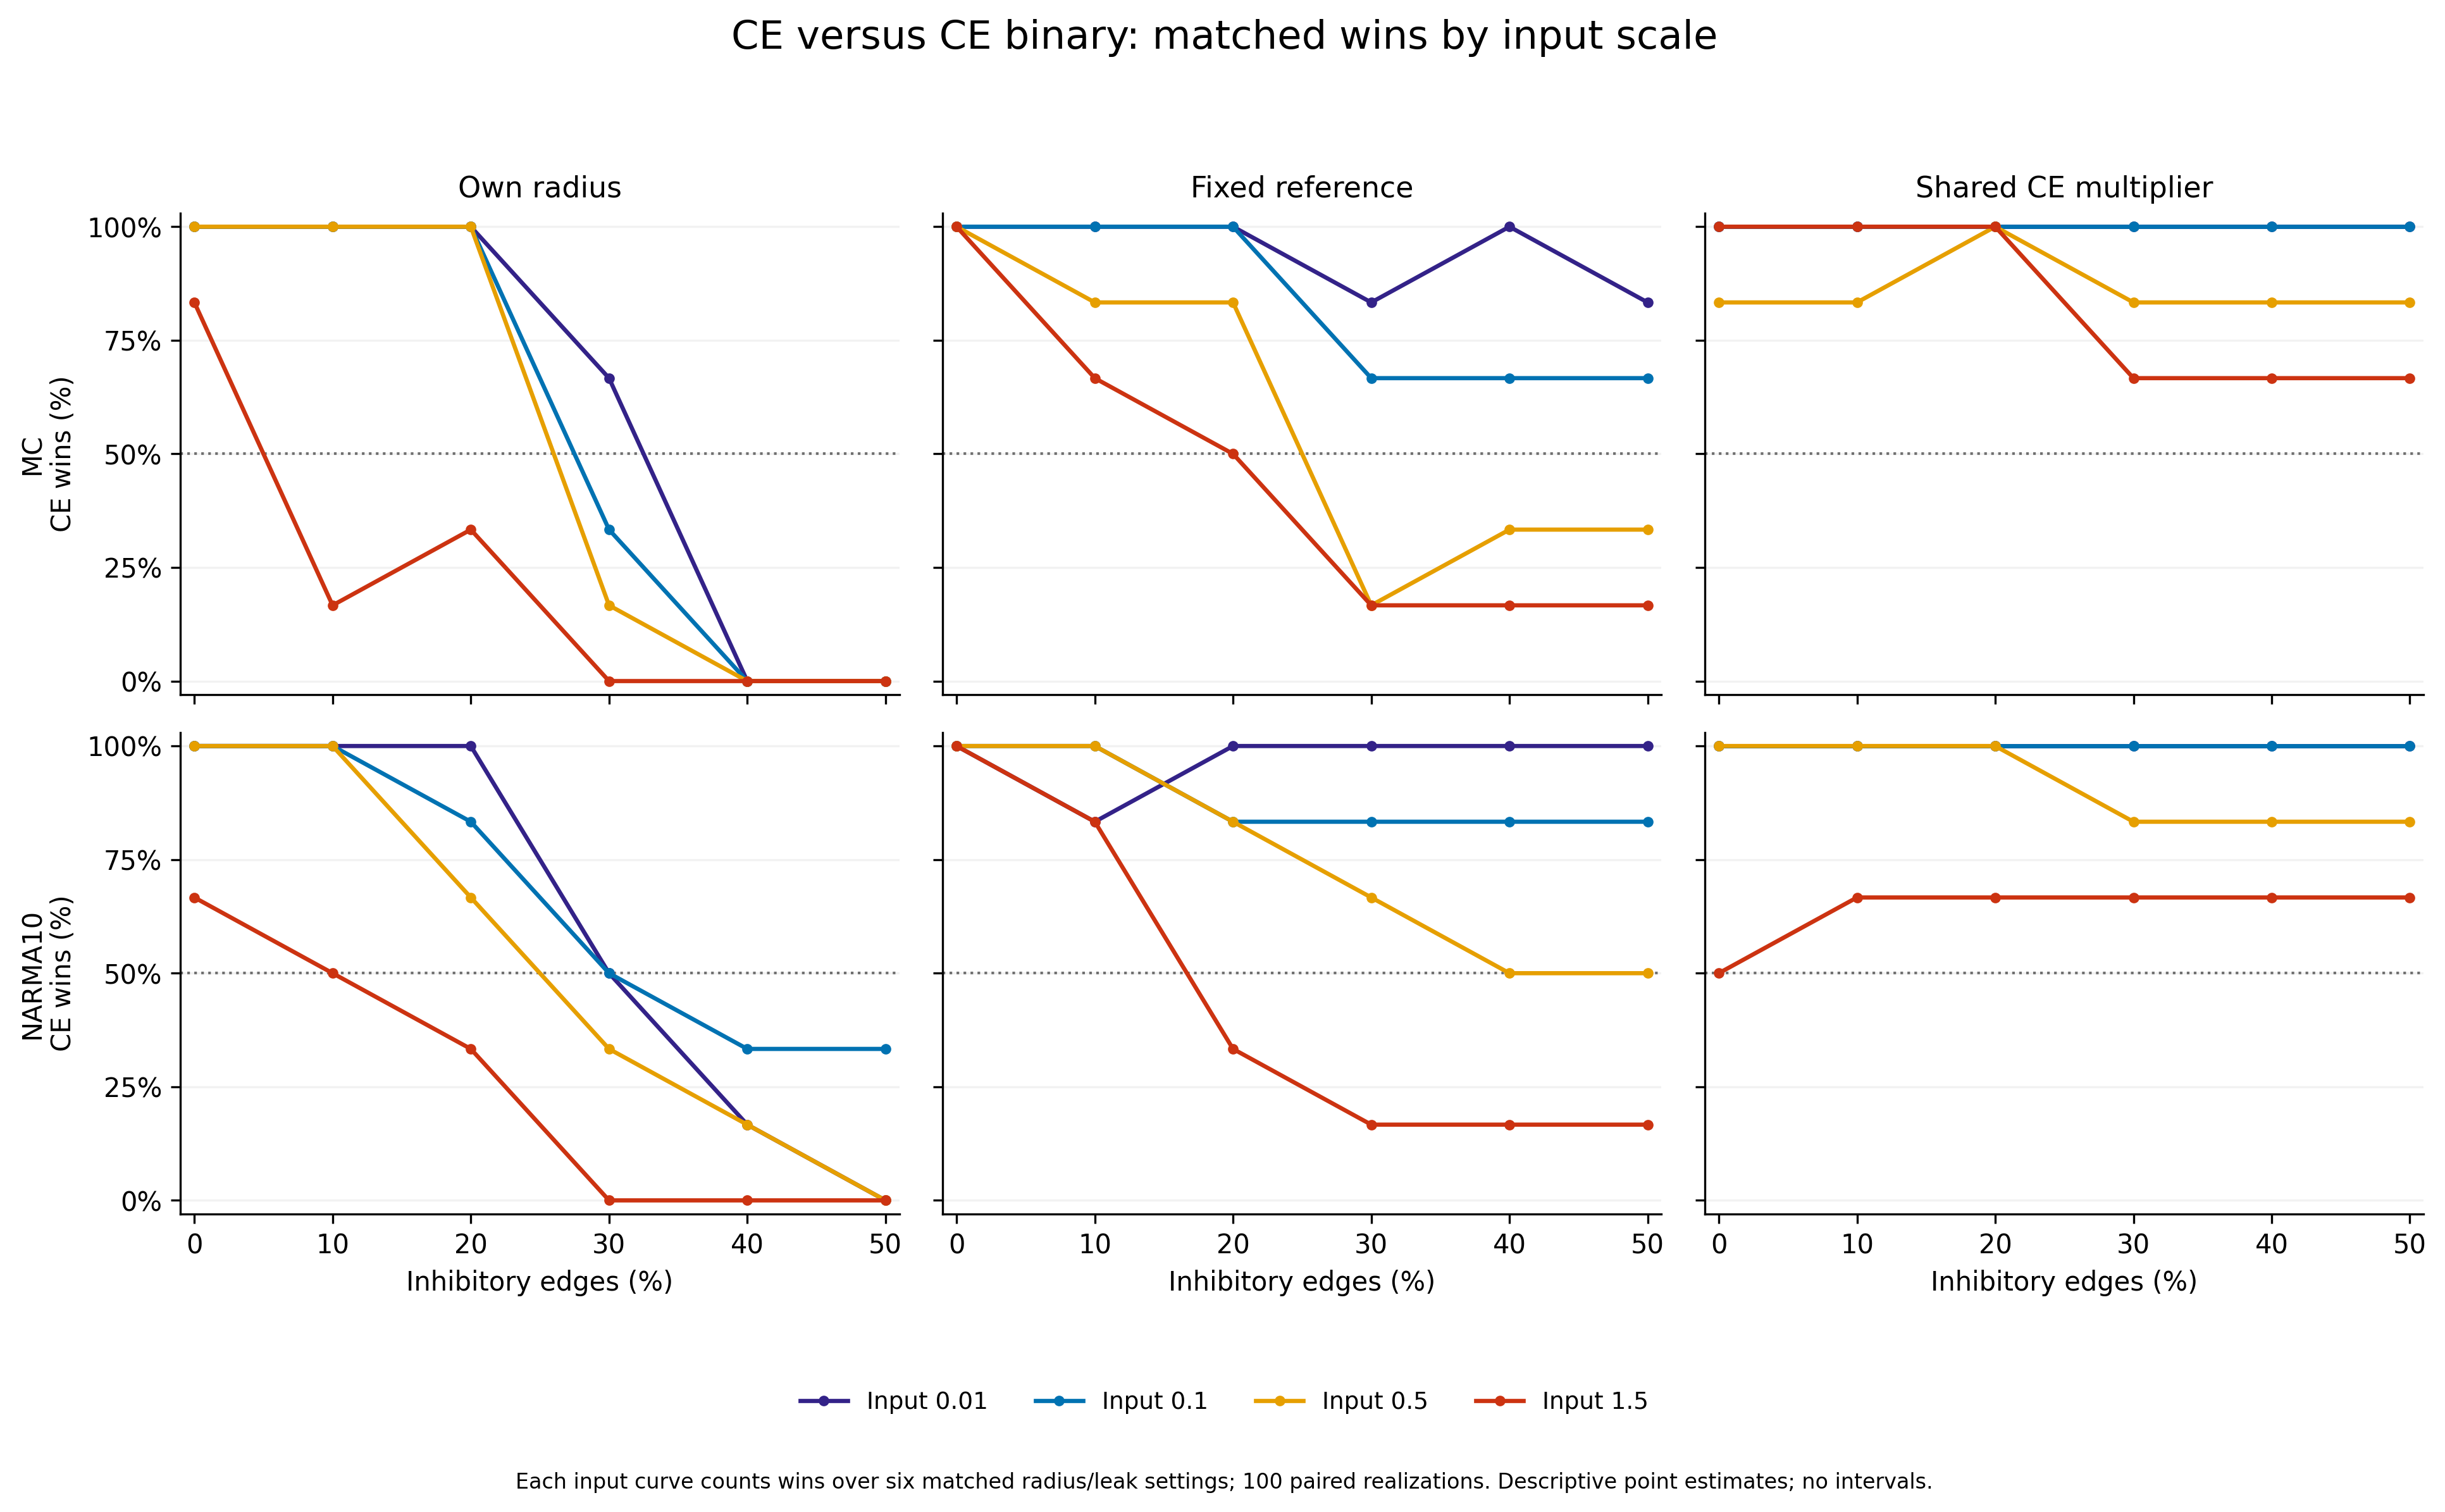 CE versus CE binary: matched wins by input scale
Own radius
Fixed reference
Shared CE multiplier
MC
CE wins (%)
100%
75%
50%
25%
0%
NARMA10
CE wins (%)
100%
75%
50%
25%
0%
0 10 20 30 40 50
0 10 20 30 40 50
0 10 20 30 40 50
Inhibitory edges (%)
Inhibitory edges (%)
Inhibitory edges (%)
Input 0.01
Input 0.1
Input 0.5
Input 1.5
Each input curve counts wins over six matched radius/leak settings; 100 paired realizations. Descriptive point estimates; no intervals.